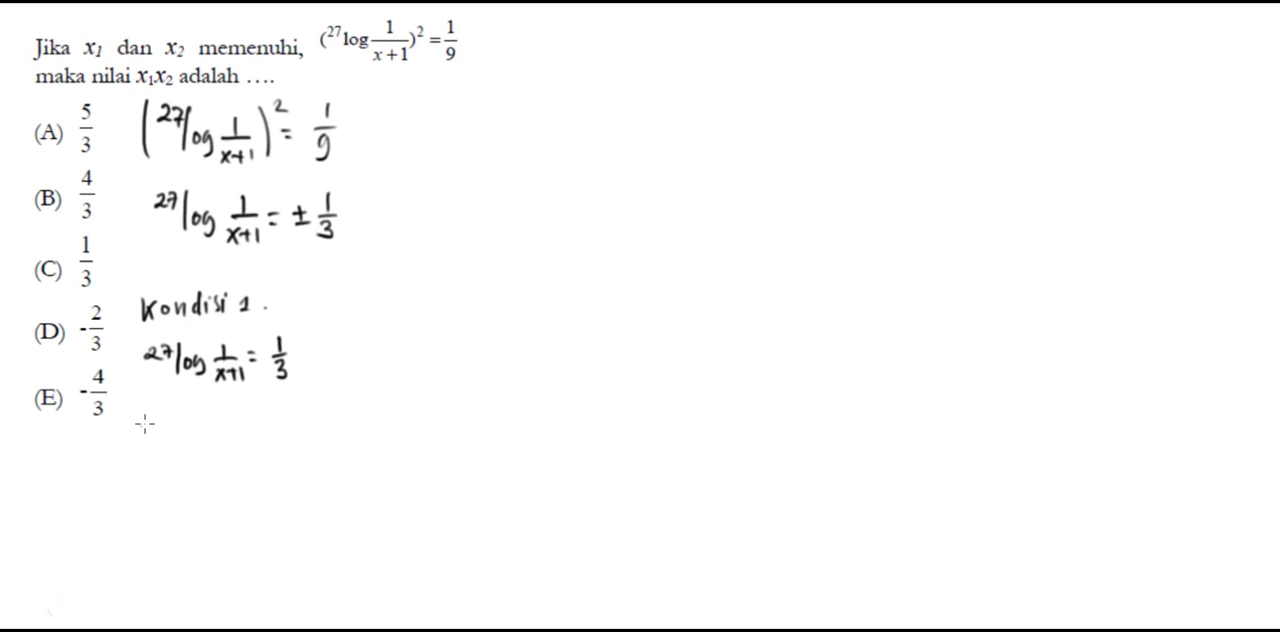 Jika x₁ dan x₂ memenuhi, (²⁷log 1/(x+1))² = 1/9
maka nilai x₁x₂ adalah ....
(A) 5/3
(B) 4/3
(C) 1/3
(D) -2/3
(E) -4/3
(²⁷log 1/(x+1))² = 1/9
²⁷log 1/(x+1) = ± 1/3
Kondisi 1.
²⁷log 1/(x+1) = 1/3